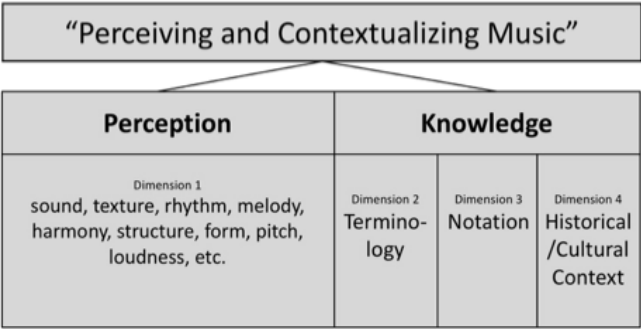 “Perceiving and Contextualizing Music”
Perception
Knowledge
Dimension 1
sound, texture, rhythm, melody,
harmony, structure, form, pitch,
loudness, etc.
Dimension 2
Termino-
logy
Dimension 3
Notation
Dimension 4
Historical
/Cultural
Context